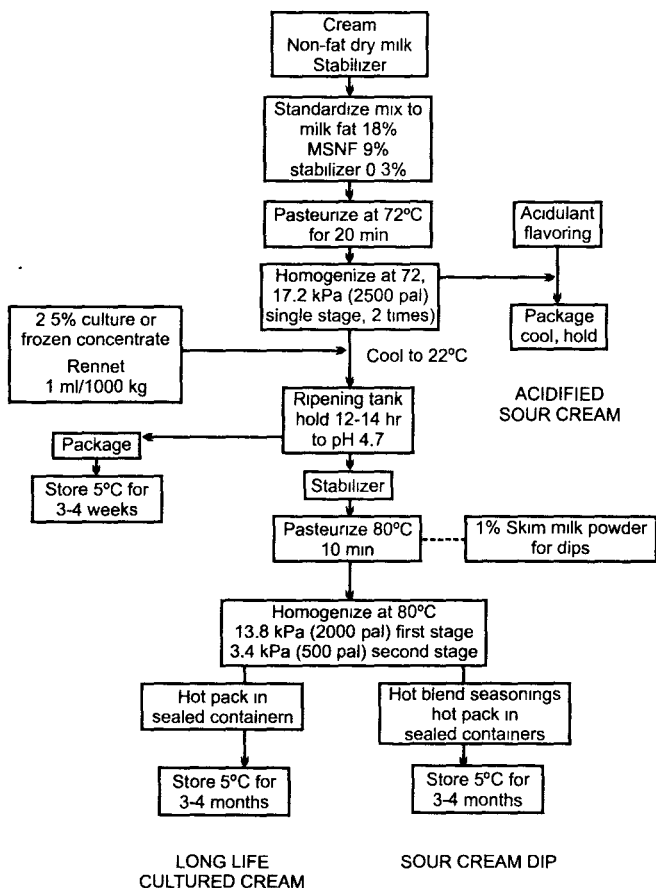 Cream
Non-fat dry milk
Stabilizer
Standardize mix to
milk fat 18%
MSNF 9%
stabilizer 0 3%
Pasteurize at 72ºC
for 20 min
Acidulant
flavoring
Homogenize at 72,
17.2 kPa (2500 pal)
single stage, 2 times)
Package
cool, hold
ACIDIFIED
SOUR CREAM
2 5% culture or
frozen concentrate
Rennet
1 ml/1000 kg
Cool to 22ºC
Ripening tank
hold 12-14 hr
to pH 4.7
Package
Store 5ºC for
3-4 weeks
Stabilizer
Pasteurize 80ºC
10 min
1% Skim milk powder
for dips
Homogenize at 80ºC
13.8 kPa (2000 pal) first stage
3.4 kPa (500 pal) second stage
Hot pack in
sealed containern
Hot blend seasonings
hot pack in
sealed containers
Store 5ºC for
3-4 months
Store 5ºC for
3-4 months
LONG LIFE
CULTURED CREAM
SOUR CREAM DIP